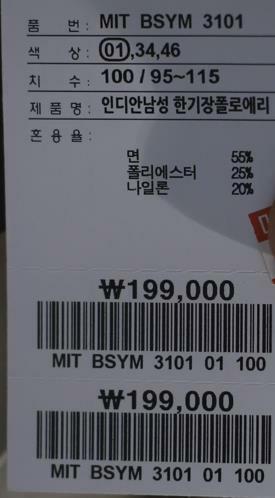 품 번: MIT BSYM 3101
색 상: 01,34,46
치 수: 100 / 95~115
제 품 명: 인디안남성 한기장폴로에리
혼 용 율:
면 55%
폴리에스터 25%
나일론 20%
₩199,000
MIT BSYM 3101 01 100
₩199,000
MIT BSYM 3101 01 100